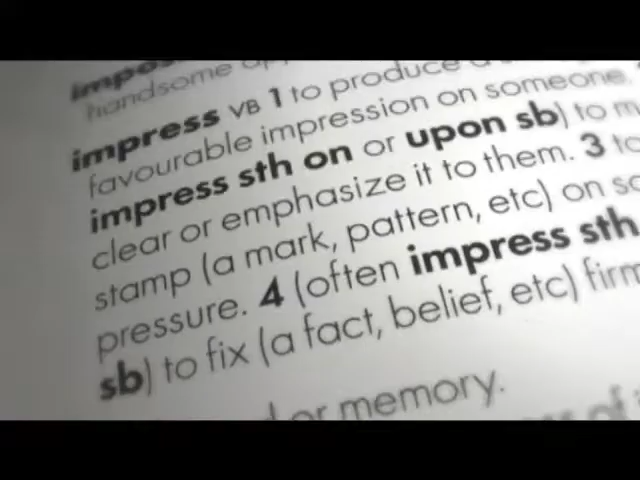 handsome
impress VB 1 to produce a
favourable impression on someone.
impress sth on or upon sb) to
clear or emphasize it to them. 3 to
stamp (a mark, pattern, etc) on
pressure. 4 (often impress sth
sb) to fix (a fact, belief, etc)
or memory.
of